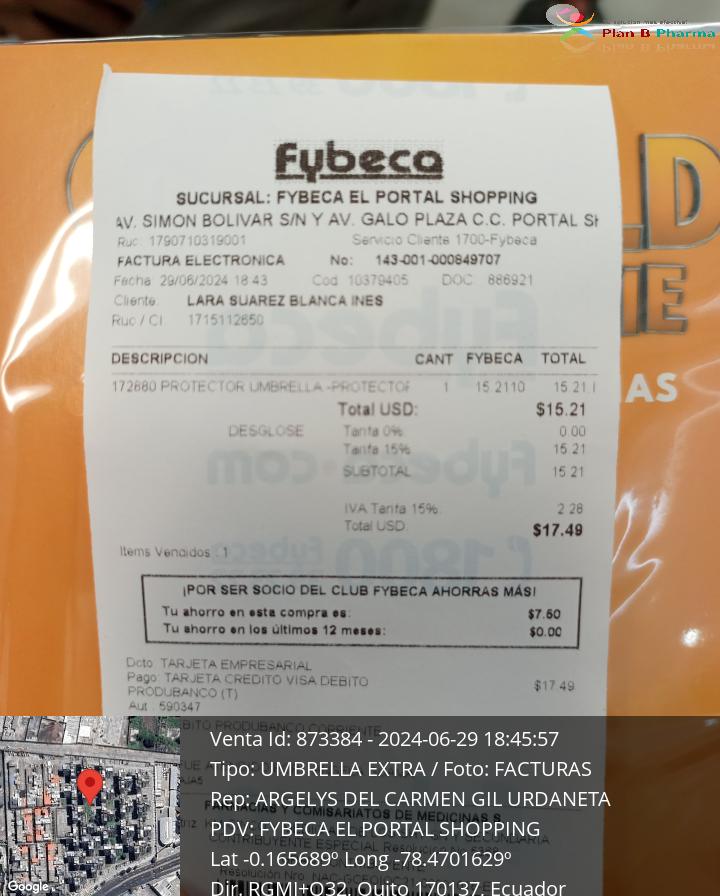 Plan B Pharma
Fybeca
SUCURSAL: FYBECA EL PORTAL SHOPPING
AV. SIMON BOLIVAR S/N Y AV. GALO PLAZA C.C. PORTAL SH
Ruc: 1790710319001 Servicio Cliente 1700-Fybeca
FACTURA ELECTRONICA No: 143-001-000849707
Fecha 29/06/2024 18:43 Cod 10379405 DOC 886921
Cliente: LARA SUAREZ BLANCA INES
Ruc / CI 1715112650
DESCRIPCION CANT FYBECA TOTAL
172880 PROTECTOR UMBRELLA -PROTECTOR 1 15.2110 15.21
Total USD: $15.21
DESGLOSE Tarifa 0% 0.00
Tarifa 15% 15.21
SUBTOTAL 15.21
IVA Tarifa 15% 2.28
Total USD $17.49
Items Vendidos : 1
¡POR SER SOCIO DEL CLUB FYBECA AHORRAS MÁS!
Tu ahorro en esta compra es: $7.60
Tu ahorro en los últimos 12 meses: $0.00
Dcto: TARJETA EMPRESARIAL
Pago: TARJETA CREDITO VISA DEBITO $17.49
PRODUBANCO (T)
Aut : 590347
Venta Id: 873384 - 2024-06-29 18:45:57
Tipo: UMBRELLA EXTRA / Foto: FACTURAS
Rep: ARGELYS DEL CARMEN GIL URDANETA
PDV: FYBECA EL PORTAL SHOPPING
Lat -0.165689º Long -78.4701629º
Dir. RGMJ+Q32, Quito 170137, Ecuador
Google